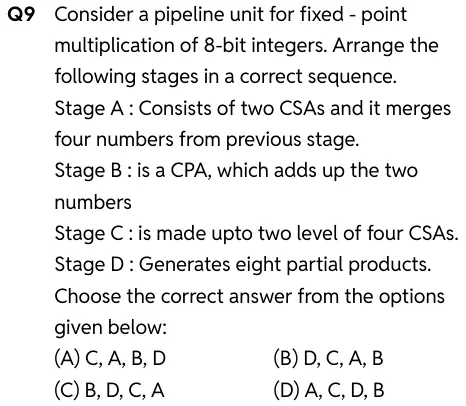 Q9 Consider a pipeline unit for fixed - point
multiplication of 8-bit integers. Arrange the
following stages in a correct sequence.
Stage A : Consists of two CSAs and it merges
four numbers from previous stage.
Stage B : is a CPA, which adds up the two
numbers
Stage C : is made upto two level of four CSAs.
Stage D : Generates eight partial products.
Choose the correct answer from the options
given below:
(A) C, A, B, D (B) D, C, A, B
(C) B, D, C, A (D) A, C, D, B